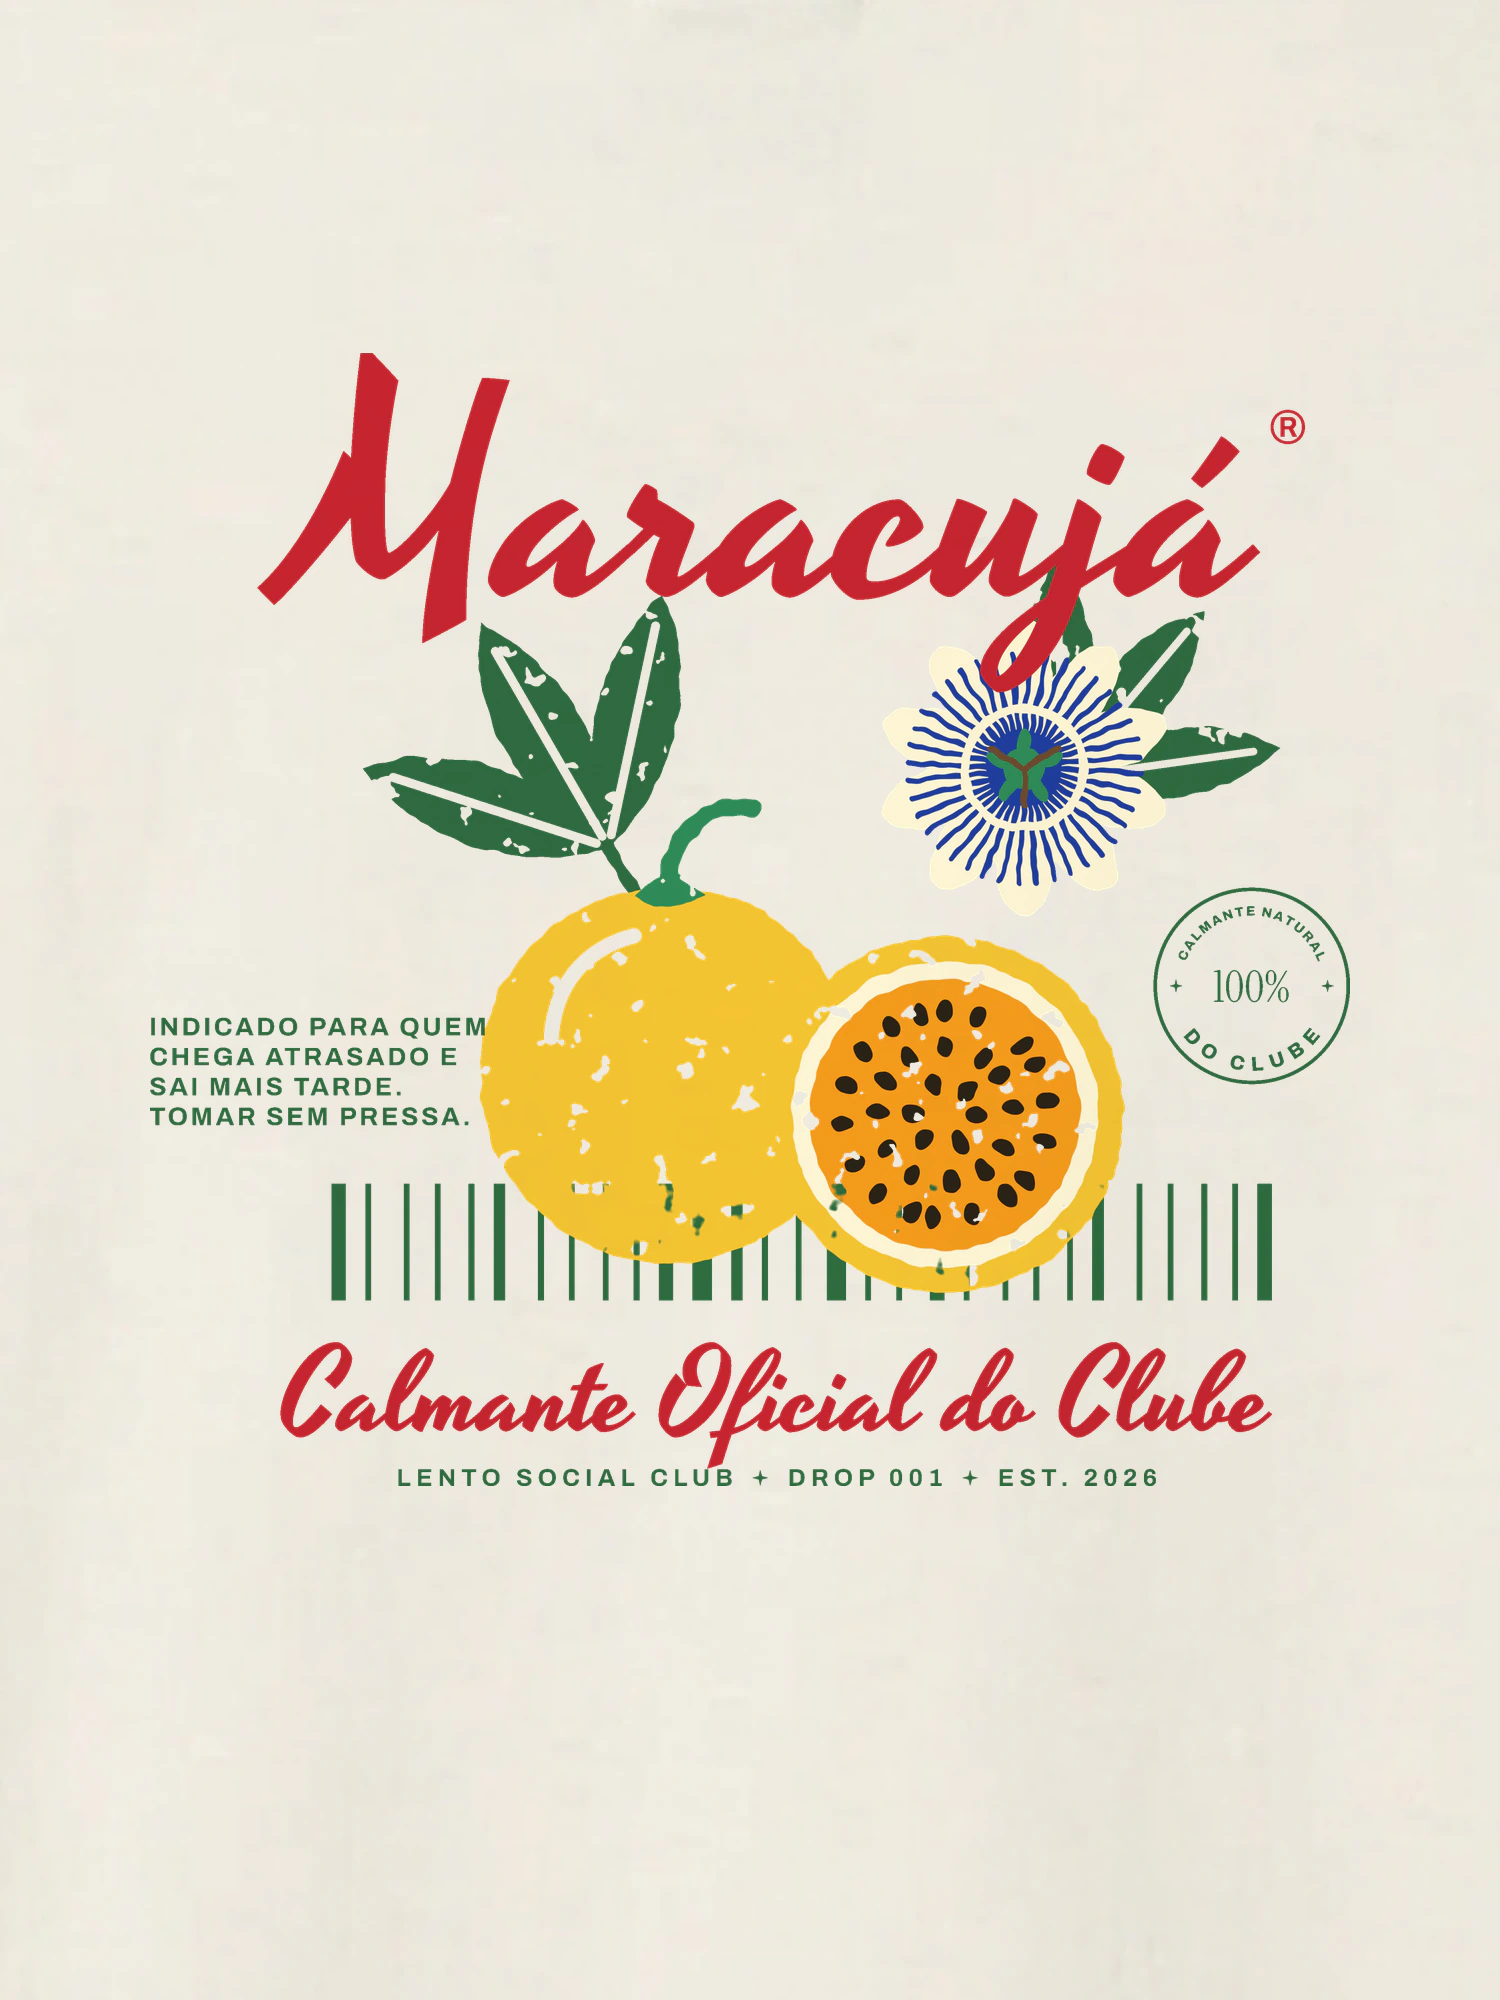 Maracujá ®
CALMANTE NATURAL
100%
DO CLUBE
INDICADO PARA QUEM
CHEGA ATRASADO E
SAI MAIS TARDE.
TOMAR SEM PRESSA.
Calmante Oficial do Clube
LENTO SOCIAL CLUB ✦ DROP 001 ✦ EST. 2026